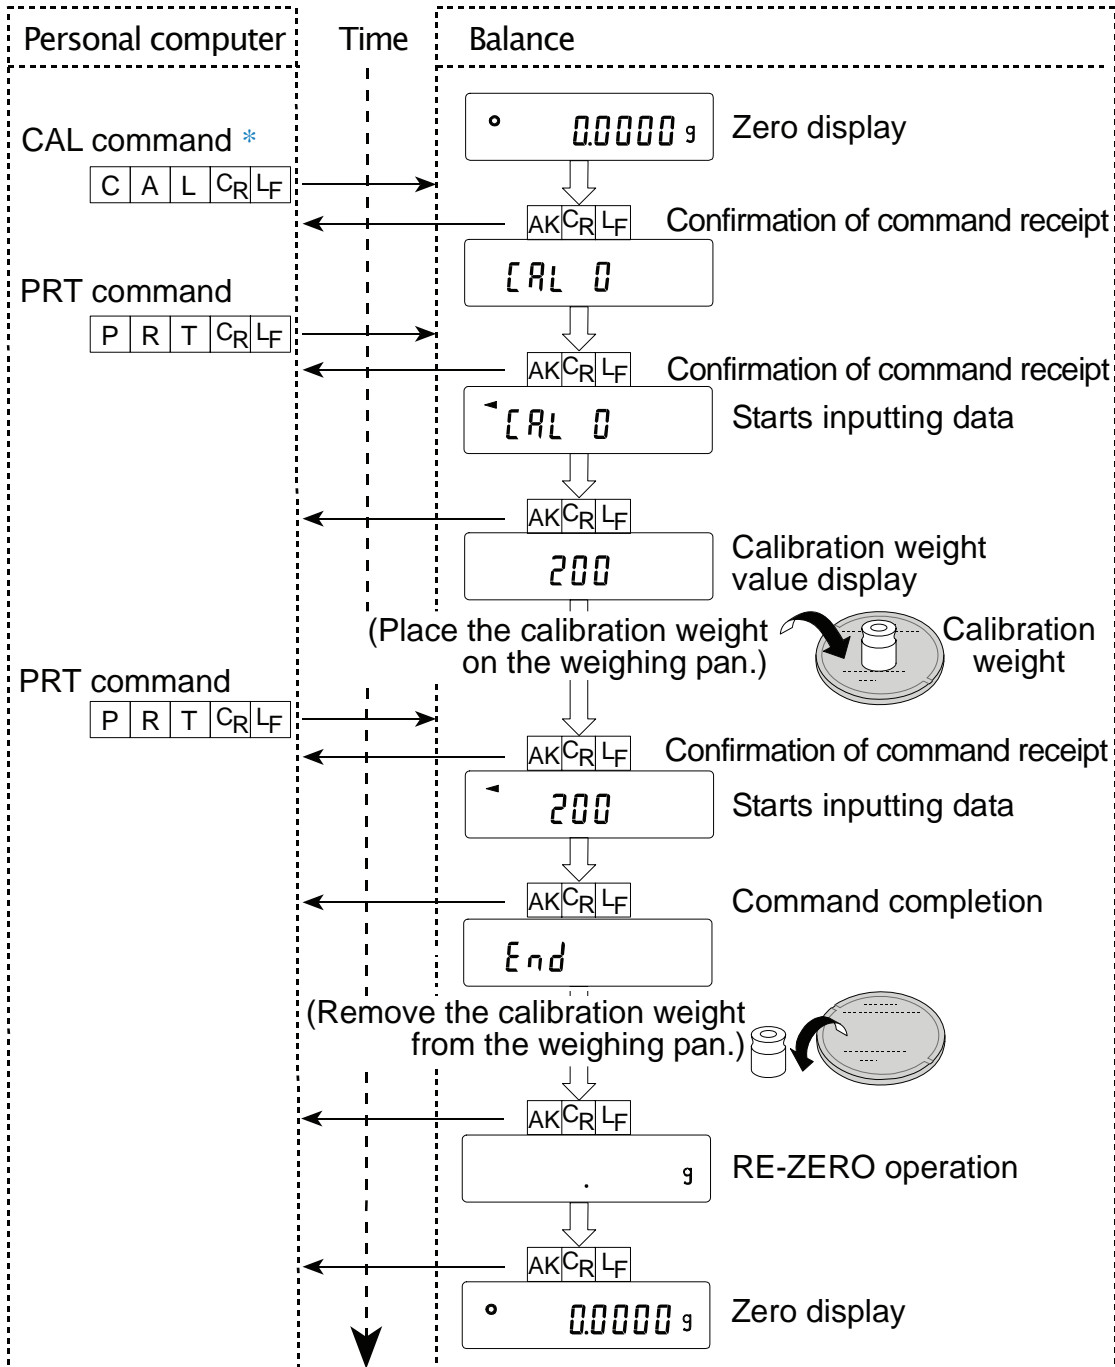 Personal computer Time Balance
0.0000 g Zero display
CAL command *
C A L CR LF
AK CR LF Confirmation of command receipt
CAL 0
PRT command
P R T CR LF
AK CR LF Confirmation of command receipt
CAL 0 Starts inputting data
AK CR LF
200 Calibration weight
value display
(Place the calibration weight
on the weighing pan.)
Calibration
weight
PRT command
P R T CR LF
AK CR LF Confirmation of command receipt
200 Starts inputting data
AK CR LF Command completion
End
(Remove the calibration weight
from the weighing pan.)
AK CR LF
. g RE-ZERO operation
AK CR LF
0.0000 g Zero display